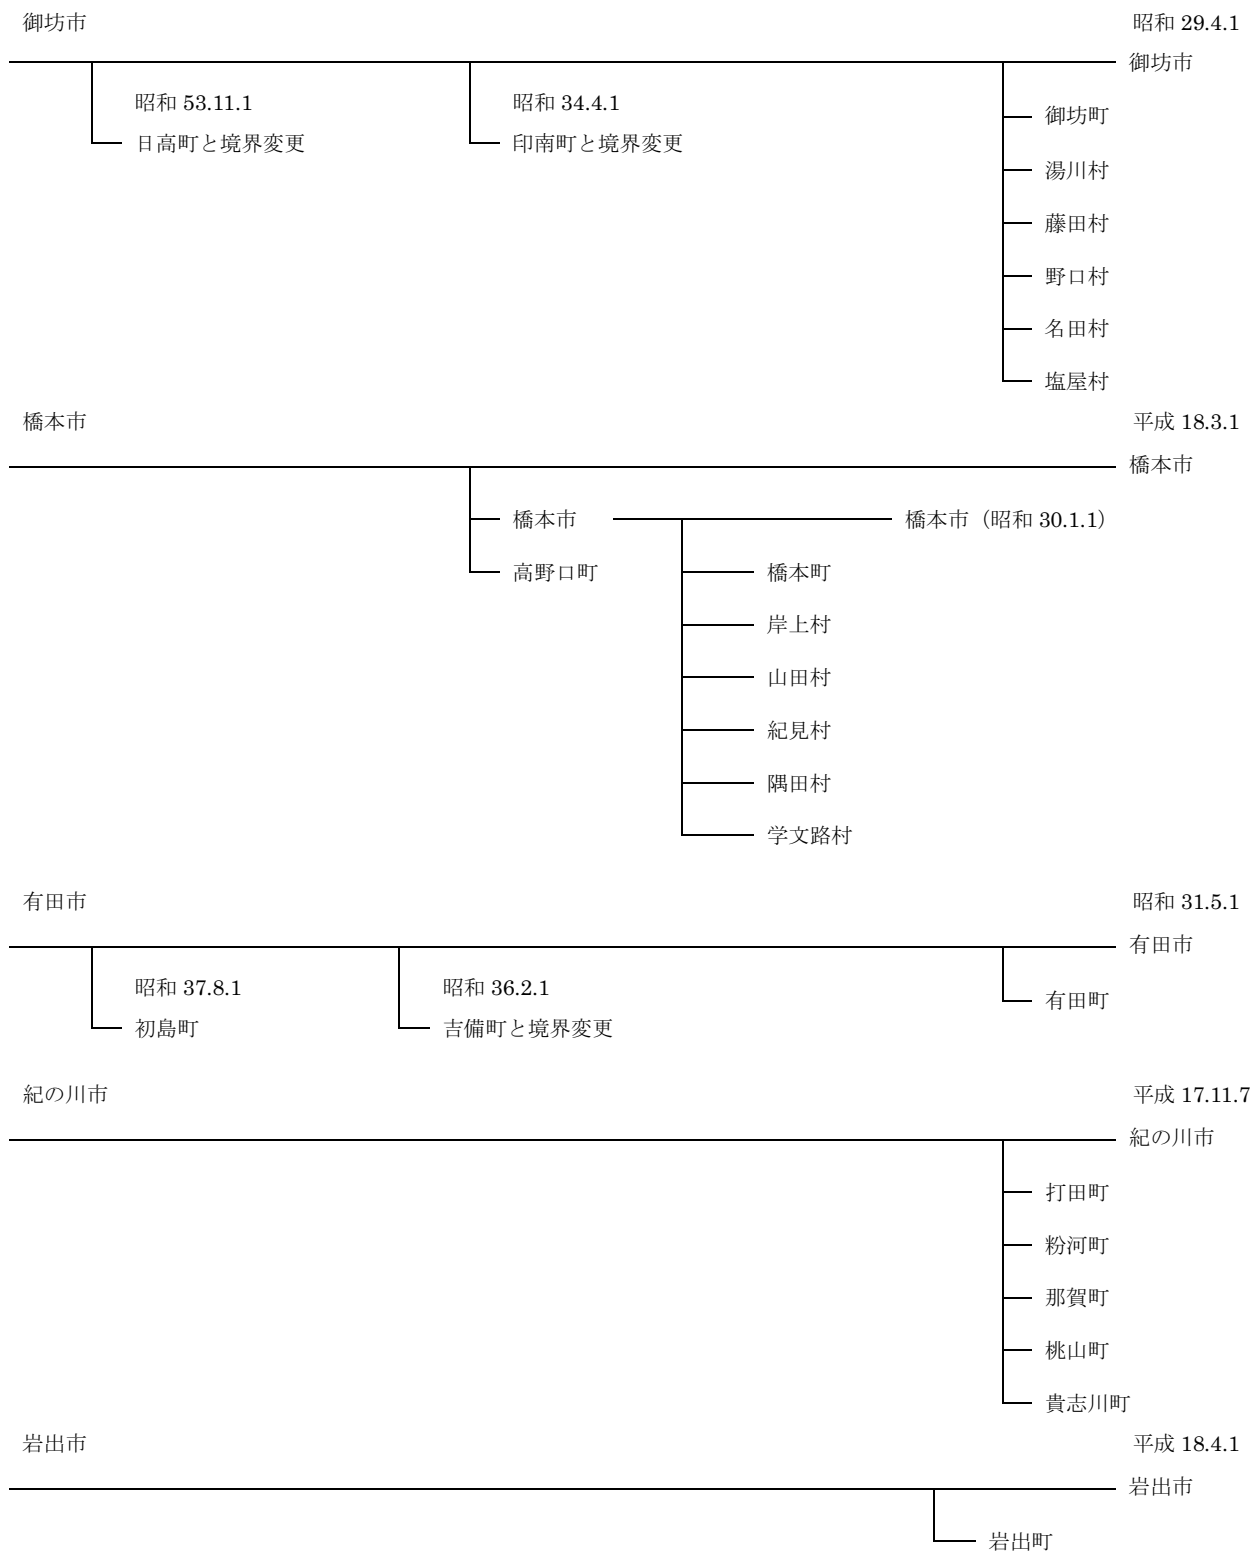 御坊市 昭和 29.4.1
御坊市
昭和 53.11.1 昭和 34.4.1
御坊町
日高町と境界変更 印南町と境界変更
湯川村
藤田村
野口村
名田村
塩屋村
橋本市 平成 18.3.1
橋本市
橋本市 橋本市（昭和 30.1.1）
高野口町 橋本町
岸上村
山田村
紀見村
隅田村
学文路村
有田市 昭和 31.5.1
有田市
昭和 37.8.1 昭和 36.2.1
有田町
初島町 吉備町と境界変更
紀の川市 平成 17.11.7
紀の川市
打田町
粉河町
那賀町
桃山町
貴志川町
岩出市 平成 18.4.1
岩出市
岩出町